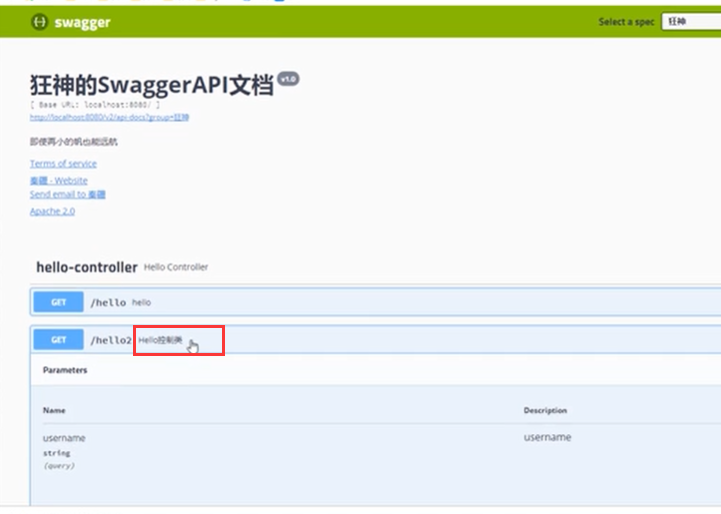 swagger
Select a spec 狂神
狂神的SwaggerAPI文档 v1.0
[ Base URL: localhost:8080/ ]
http://localhost:8080/v2/api-docs?group=狂神
即使再小的帆也能远航
Terms of service
秦疆 - Website
Send email to 秦疆
Apache 2.0
hello-controller Hello Controller
GET /hello hello
GET /hello2 Hello控制类
Parameters
Name Description
username username
string
(query)